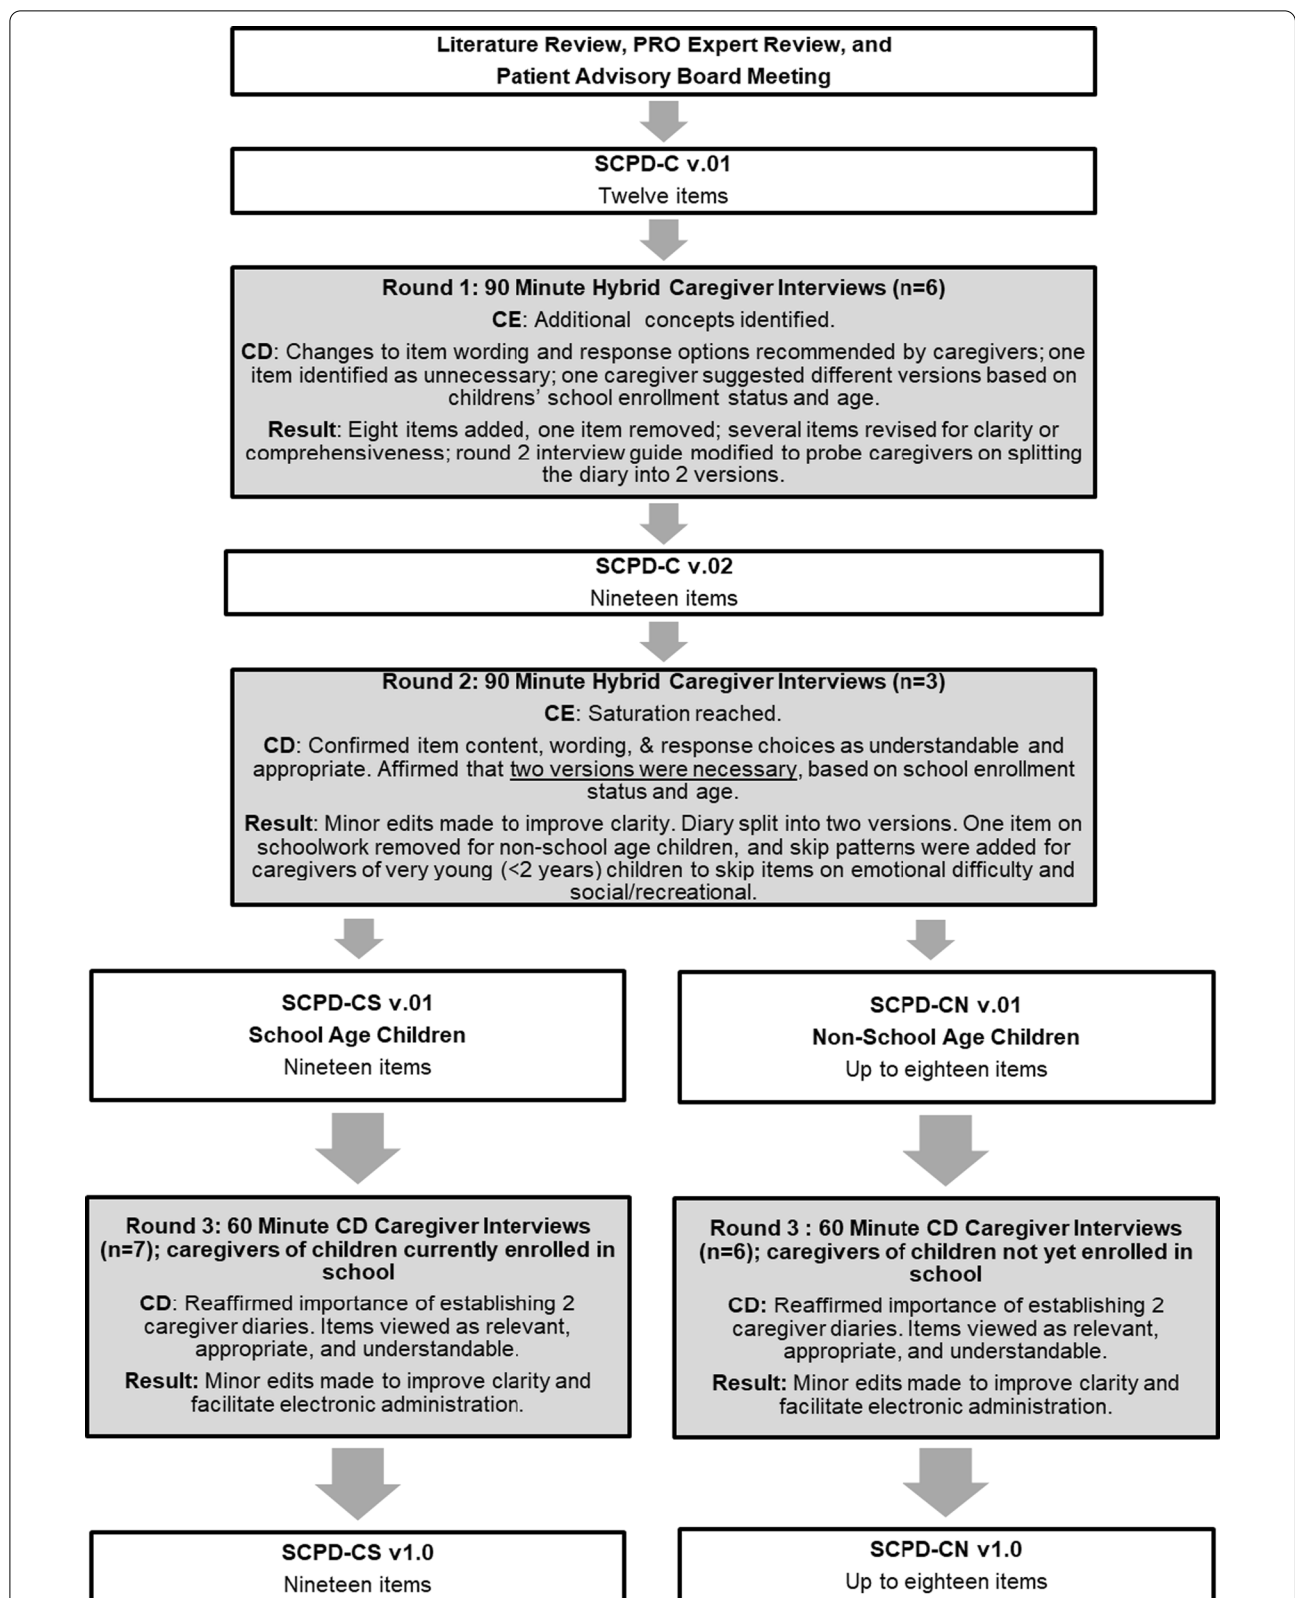 Literature Review, PRO Expert Review, and
Patient Advisory Board Meeting
SCPD-C v.01
Twelve items
Round 1: 90 Minute Hybrid Caregiver Interviews (n=6)
CE: Additional concepts identified.
CD: Changes to item wording and response options recommended by caregivers; one
item identified as unnecessary; one caregiver suggested different versions based on
childrens’ school enrollment status and age.
Result: Eight items added, one item removed; several items revised for clarity or
comprehensiveness; round 2 interview guide modified to probe caregivers on splitting
the diary into 2 versions.
SCPD-C v.02
Nineteen items
Round 2: 90 Minute Hybrid Caregiver Interviews (n=3)
CE: Saturation reached.
CD: Confirmed item content, wording, & response choices as understandable and
appropriate. Affirmed that two versions were necessary, based on school enrollment
status and age.
Result: Minor edits made to improve clarity. Diary split into two versions. One item on
schoolwork removed for non-school age children, and skip patterns were added for
caregivers of very young (<2 years) children to skip items on emotional difficulty and
social/recreational.
SCPD-CS v.01
School Age Children
Nineteen items
SCPD-CN v.01
Non-School Age Children
Up to eighteen items
Round 3: 60 Minute CD Caregiver Interviews
(n=7); caregivers of children currently enrolled in
school
CD: Reaffirmed importance of establishing 2
caregiver diaries. Items viewed as relevant,
appropriate, and understandable.
Result: Minor edits made to improve clarity and
facilitate electronic administration.
Round 3 : 60 Minute CD Caregiver Interviews
(n=6); caregivers of children not yet enrolled in
school
CD: Reaffirmed importance of establishing 2
caregiver diaries. Items viewed as relevant,
appropriate, and understandable.
Result: Minor edits made to improve clarity and
facilitate electronic administration.
SCPD-CS v1.0
Nineteen items
SCPD-CN v1.0
Up to eighteen items